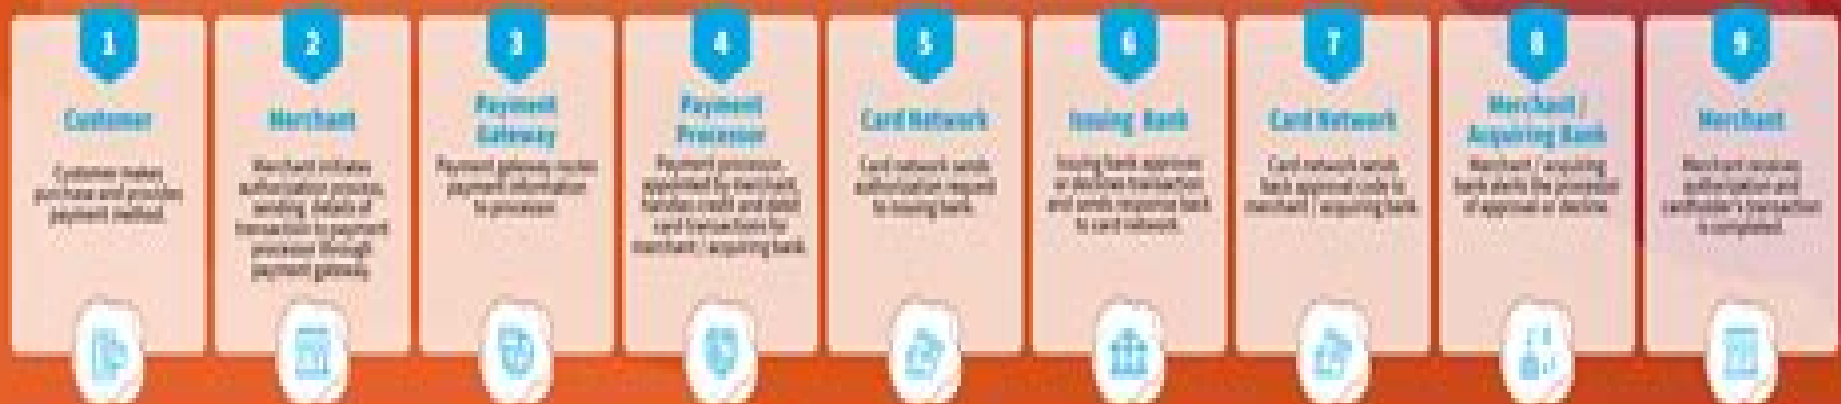 1
Customer
Customer makes
purchase and provides
payment method.
2
Merchant
Merchant initiates
authorization process,
sending details of
transaction to payment
processor through
payment gateway.
3
Payment
Gateway
Payment gateway routes
payment information
to processor.
4
Payment
Processor
Payment processor,
appointed by merchant,
handles credit and debit
card transactions for
merchant / acquiring bank.
5
Card Network
Card network sends
authorization request
to issuing bank.
6
Issuing Bank
Issuing bank approves
or declines transaction
and sends response back
to card network.
7
Card Network
Card network sends
back approval code to
merchant / acquiring bank.
8
Merchant /
Acquiring Bank
Merchant / acquiring
bank alerts the processor
of approval or decline.
9
Merchant
Merchant receives
authorization and
cardholder's transaction
is completed.